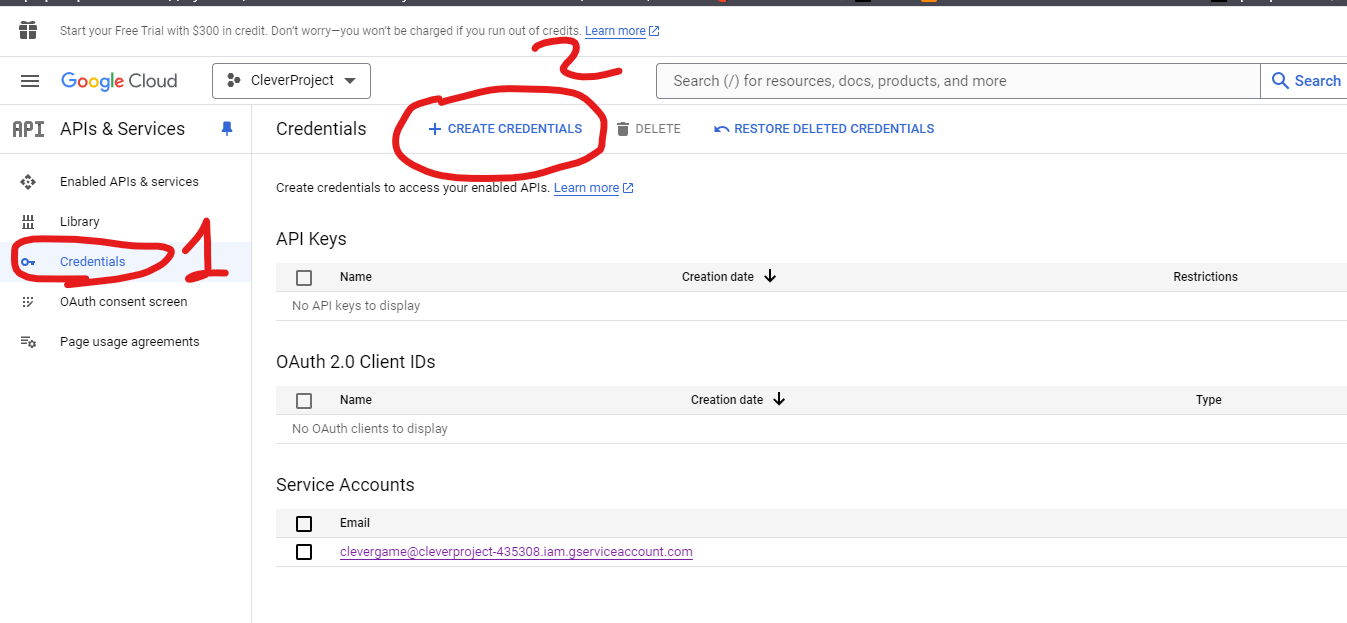 Start your Free Trial with $300 in credit. Don't worry—you won't be charged if you run out of credits. Learn more
2
Google Cloud CleverProject Search (/) for resources, docs, products, and more Search
API APIs & Services Credentials + CREATE CREDENTIALS DELETE RESTORE DELETED CREDENTIALS
Enabled APIs & services
Create credentials to access your enabled APIs. Learn more
Library
1
Credentials
OAuth consent screen
Page usage agreements
API Keys
Name Creation date Restrictions
No API keys to display
OAuth 2.0 Client IDs
Name Creation date Type
No OAuth clients to display
Service Accounts
Email
clevergame@cleverproject-435308.iam.gserviceaccount.com